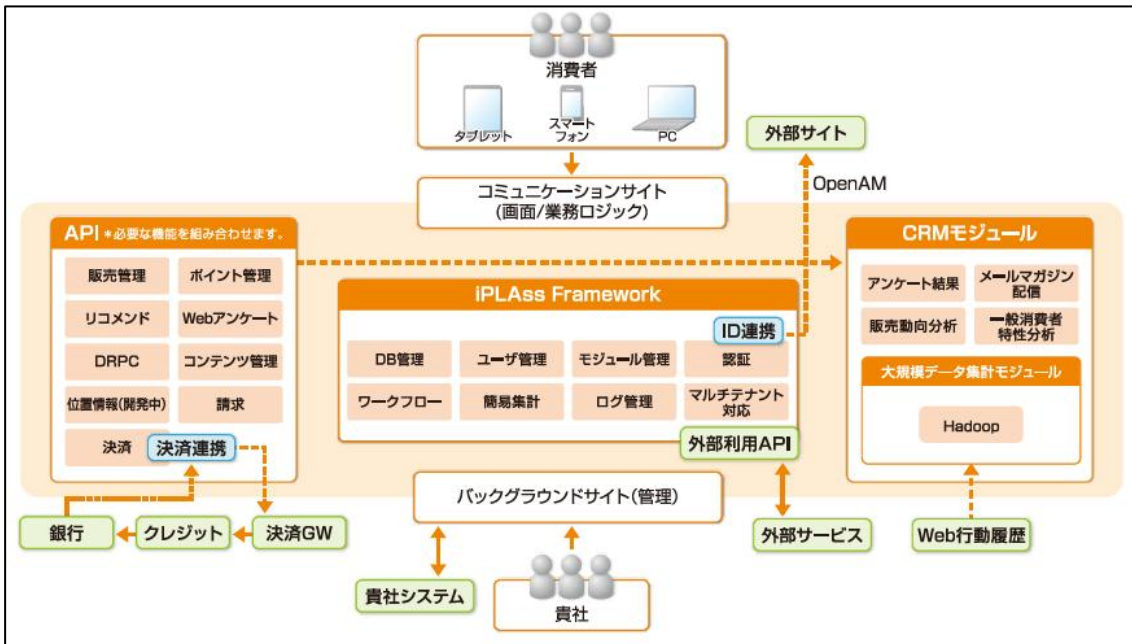 消費者
タブレット
スマート
フォン
PC
外部サイト
OpenAM
コミュニケーションサイト
(画面/業務ロジック)
API *必要な機能を組み合わせます。
販売管理
ポイント管理
リコメンド
Webアンケート
DRPC
コンテンツ管理
位置情報(開発中)
請求
決済
決済連携
iPLAss Framework
ID連携
DB管理
ユーザ管理
モジュール管理
認証
ワークフロー
簡易集計
ログ管理
マルチテナント
対応
外部利用API
CRMモジュール
アンケート結果
メールマガジン
配信
販売動向分析
一般消費者
特性分析
大規模データ集計モジュール
Hadoop
バックグラウンドサイト(管理)
銀行
クレジット
決済GW
外部サービス
Web行動履歴
貴社システム
貴社